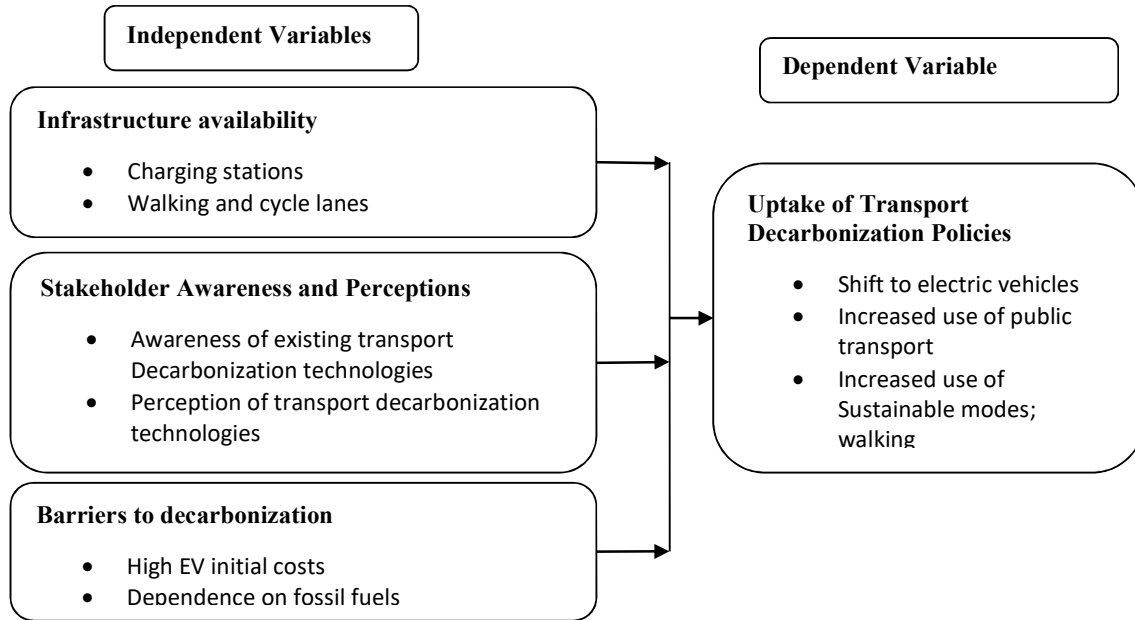 Independent Variables
Dependent Variable
Infrastructure availability
• Charging stations
• Walking and cycle lanes
Stakeholder Awareness and Perceptions
• Awareness of existing transport
Decarbonization technologies
• Perception of transport decarbonization
technologies
Barriers to decarbonization
• High EV initial costs
• Dependence on fossil fuels
Uptake of Transport
Decarbonization Policies
• Shift to electric vehicles
• Increased use of public
transport
• Increased use of
Sustainable modes;
walking